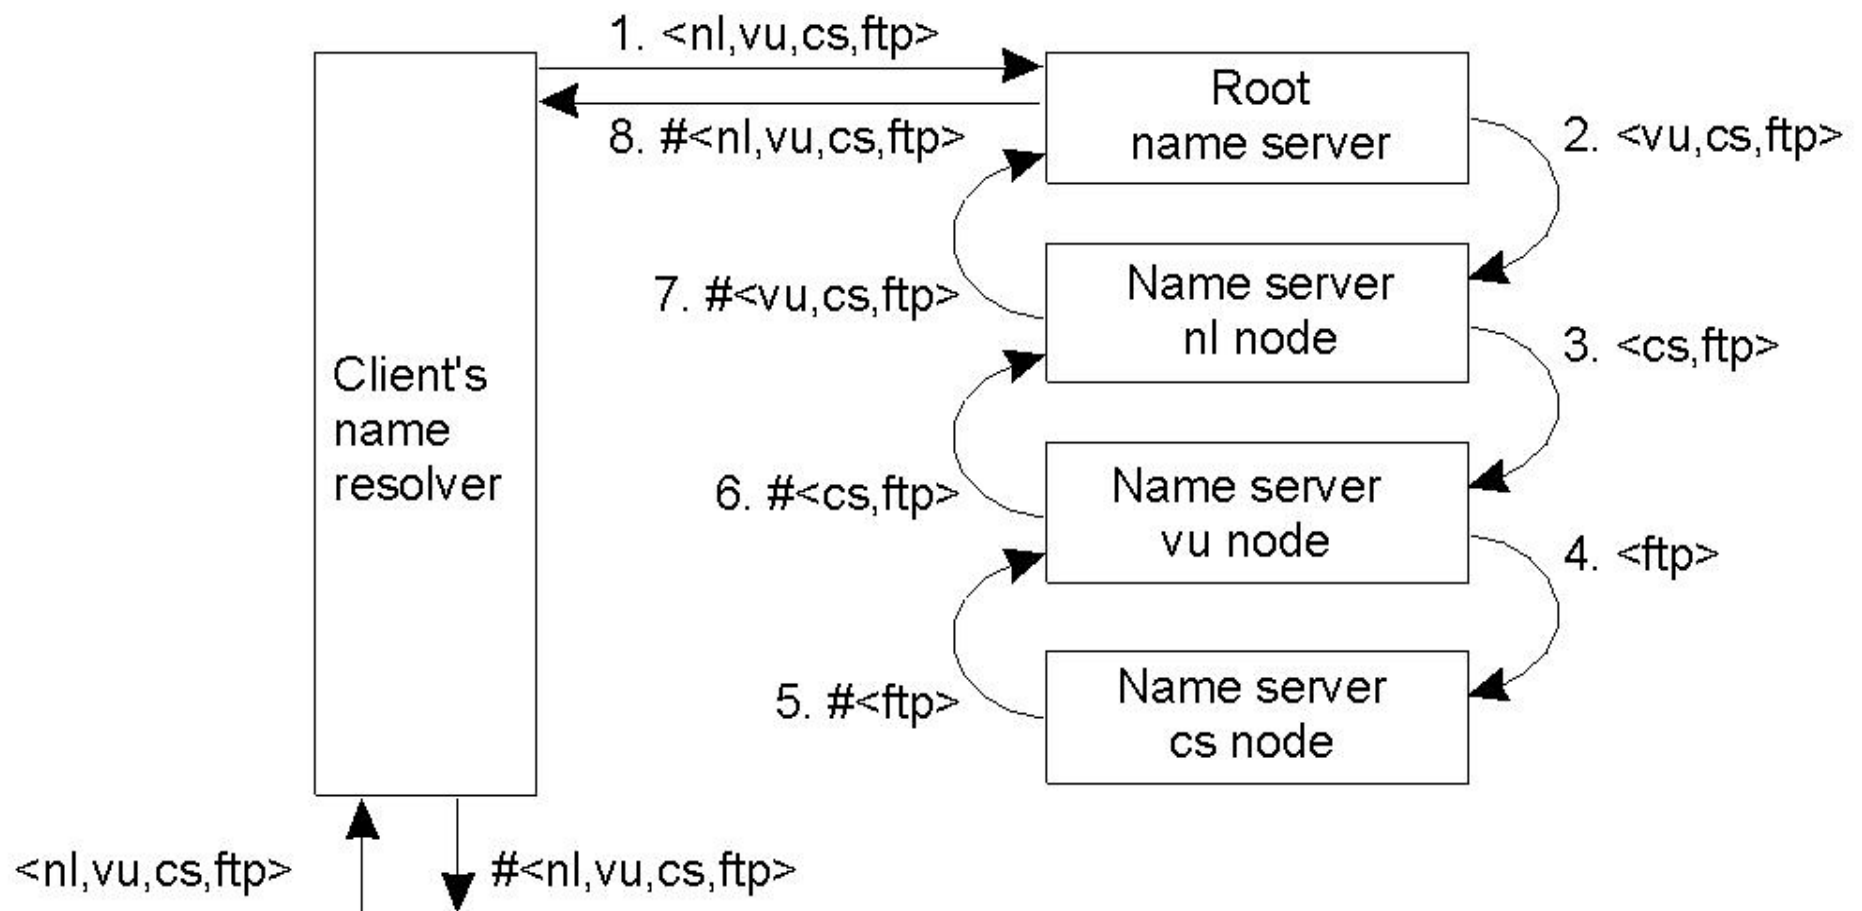 1. <nl,vu,cs,ftp>
Root
name server
8. #<nl,vu,cs,ftp>
2. <vu,cs,ftp>
7. #<vu,cs,ftp>
Name server
nl node
3. <cs,ftp>
Client's
name
resolver
6. #<cs,ftp>
Name server
vu node
4. <ftp>
5. #<ftp>
Name server
cs node
<nl,vu,cs,ftp>
#<nl,vu,cs,ftp>